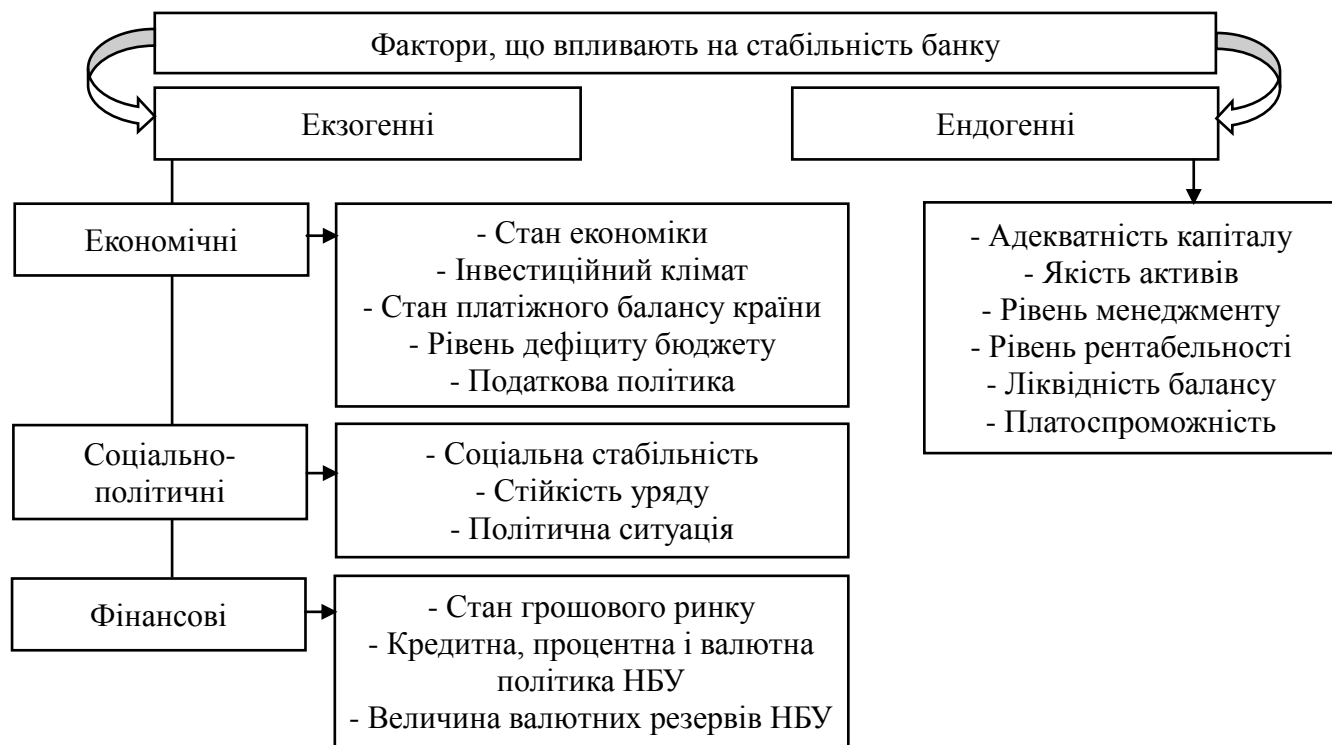 Фактори, що впливають на стабільність банку
Екзогенні
Ендогенні
Економічні
- Стан економіки
- Інвестиційний клімат
- Стан платіжного балансу країни
- Рівень дефіциту бюджету
- Податкова політика
- Адекватність капіталу
- Якість активів
- Рівень менеджменту
- Рівень рентабельності
- Ліквідність балансу
- Платоспроможність
Соціально-
політичні
- Соціальна стабільність
- Стійкість уряду
- Політична ситуація
Фінансові
- Стан грошового ринку
- Кредитна, процентна і валютна
політика НБУ
- Величина валютних резервів НБУ